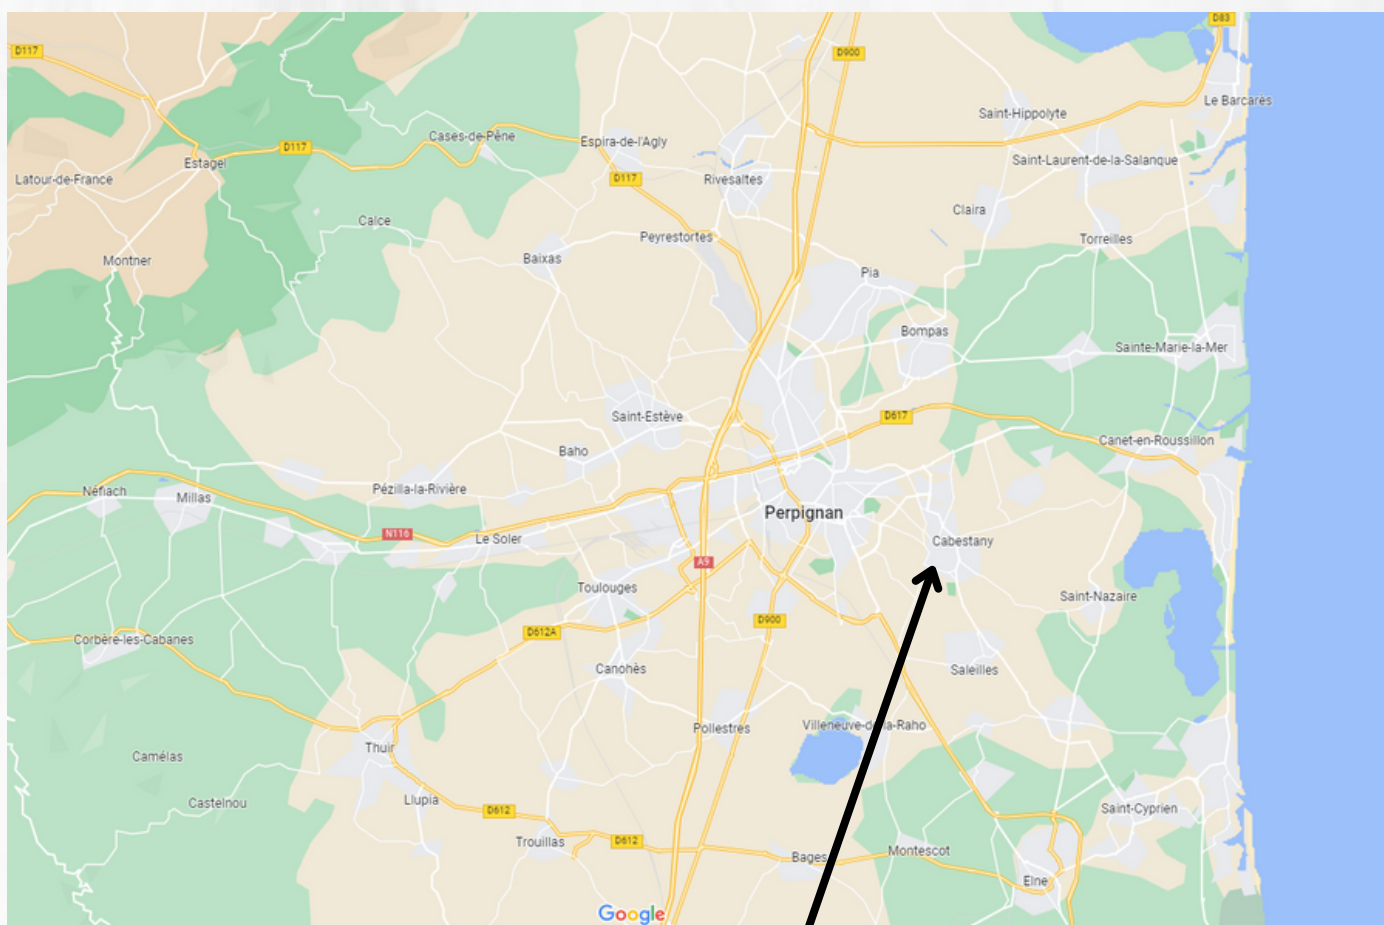 D83
D117
D900
Le Barcarès
Saint-Hippolyte
Cases-de-Pène
Espira-de-l'Agly
D117
Estagel
Saint-Laurent-de-la-Salanque
Latour-de-France
D117
Rivesaltes
Claira
Calce
Peyrestortes
Torreilles
Montner
Baixas
Pia
Bompas
Sainte-Marie-la-Mer
Saint-Estève
D617
Canet-en-Roussillon
Baho
Pézilla-la-Rivière
Néfiach
Millas
Perpignan
N116
Le Soler
Cabestany
A9
Toulouges
Saint-Nazaire
D900
D612A
Corbère-les-Cabanes
Canohès
Saleilles
Villeneuve-de-la-Raho
Pollestres
Thuir
Camélas
Llupia
Castelnou
Saint-Cyprien
D612
Trouillas
D612
Montescot
Bages
Elne
Google